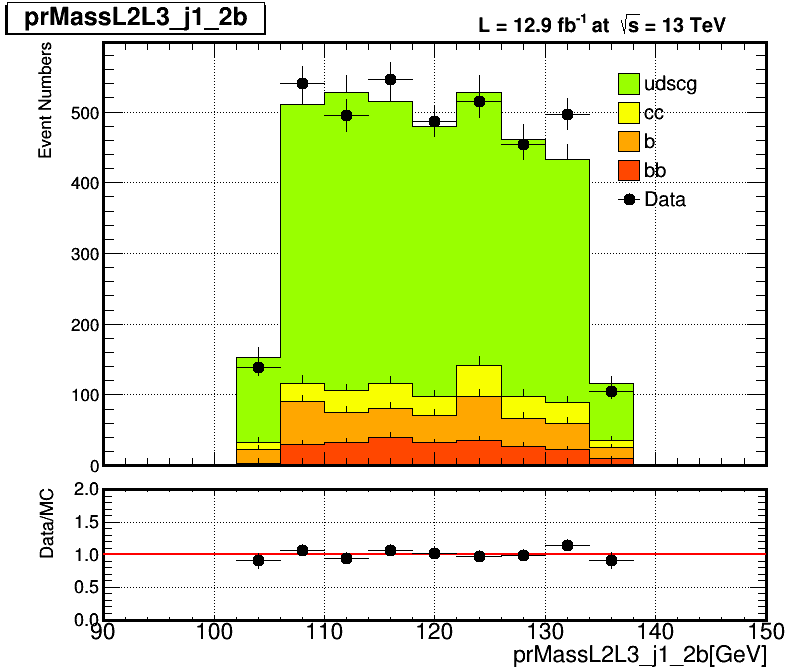 prMassL2L3_j1_2b
L = 12.9 fb⁻¹ at √s = 13 TeV
Event Numbers
500
400
300
200
100
0
udscg
cc
b
bb
Data
Data/MC
2.0
1.5
1.0
0.5
0.0
90 100 110 120 130 140 150
prMassL2L3_j1_2b[GeV]